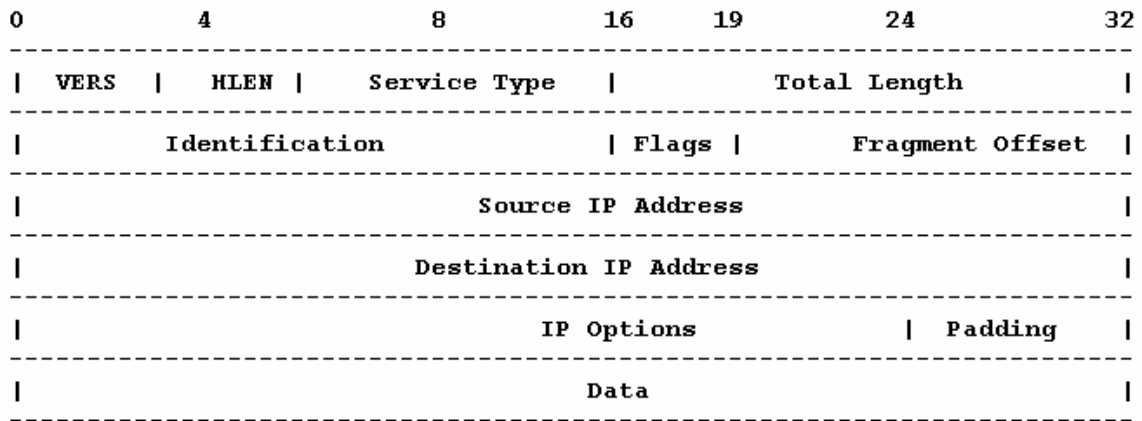 0 4 8 16 19 24 32
| VERS | HLEN | Service Type | Total Length |
| Identification | Flags | Fragment Offset |
| Source IP Address |
| Destination IP Address |
| IP Options | Padding |
| Data |